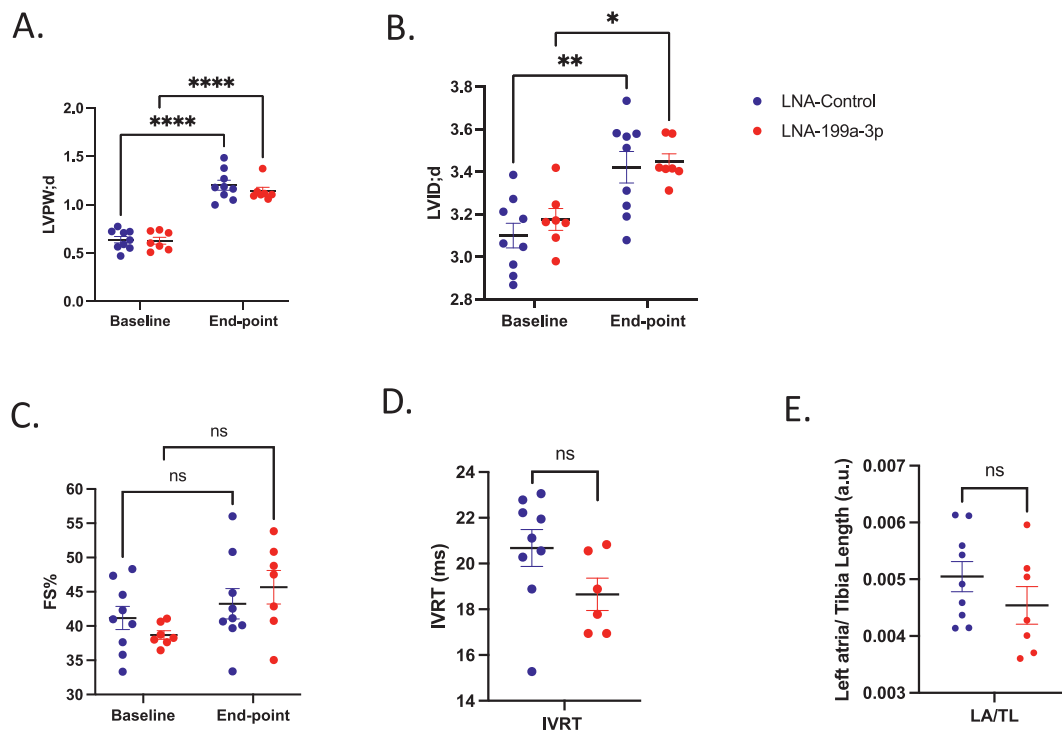 A.
****
****
LVPW;d
2.0
1.5
1.0
0.5
0.0
Baseline
End-point
B.
*
**
LVID;d
3.8
3.6
3.4
3.2
3.0
2.8
Baseline
End-point
LNA-Control
LNA-199a-3p
C.
ns
ns
FS%
60
55
50
45
40
35
30
Baseline
End-point
D.
ns
IVRT (ms)
24
22
20
18
16
14
IVRT
E.
ns
Left atria/ Tibia Length (a.u.)
0.007
0.006
0.005
0.004
0.003
LA/TL